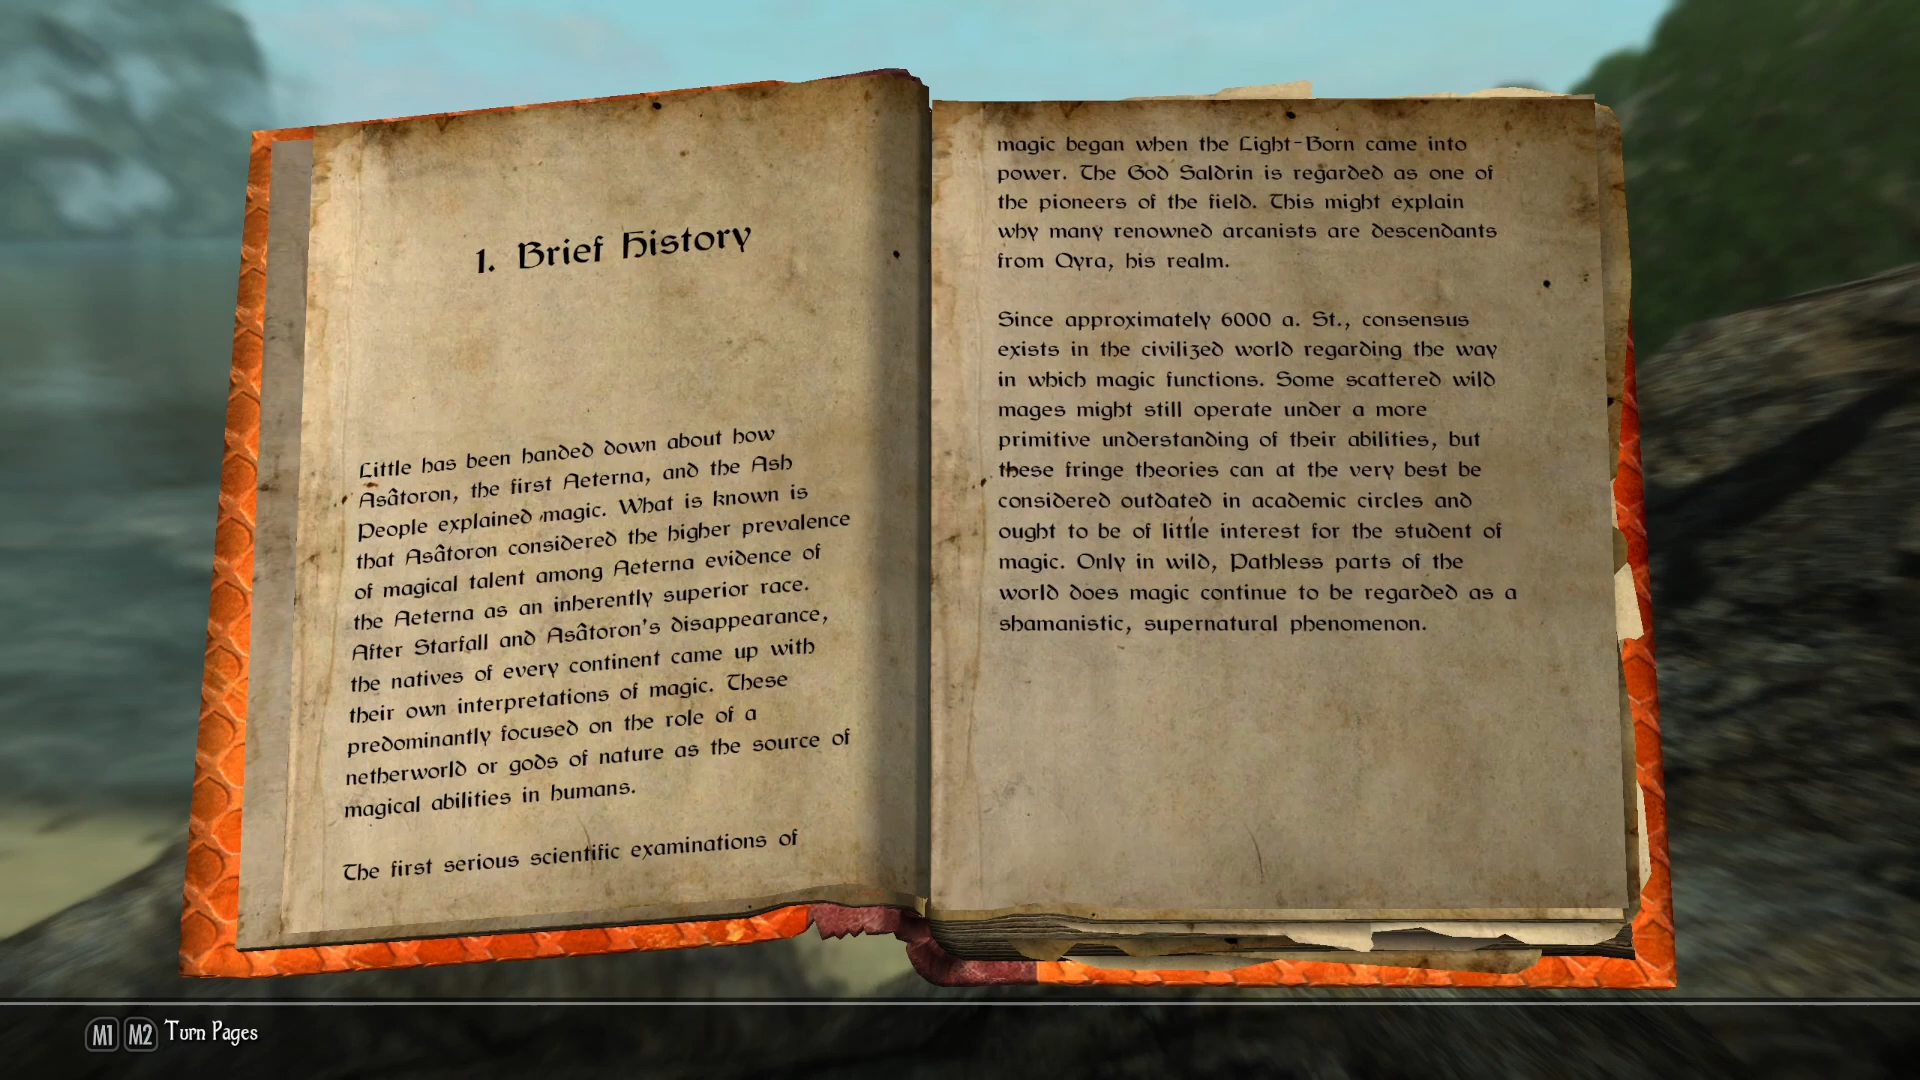 1. Brief History
Little has been handed down about how
Asâtoron, the first Aeterna, and the Ash
People explained magic. What is known is
that Asâtoron considered the higher prevalence
of magical talent among Aeterna evidence of
the Aeterna as an inherently superior race.
After Starfall and Asâtoron's disappearance,
the natives of every continent came up with
their own interpretations of magic. These
predominantly focused on the role of a
netherworld or gods of nature as the source of
magical abilities in humans.
The first serious scientific examinations of
magic began when the Light-Born came into
power. The God Saldrin is regarded as one of
the pioneers of the field. This might explain
why many renowned arcanists are descendants
from Qyra, his realm.
Since approximately 6000 a. St., consensus
exists in the civilized world regarding the way
in which magic functions. Some scattered wild
mages might still operate under a more
primitive understanding of their abilities, but
these fringe theories can at the very best be
considered outdated in academic circles and
ought to be of little interest for the student of
magic. Only in wild, Pathless parts of the
world does magic continue to be regarded as a
shamanistic, supernatural phenomenon.
M1 M2 Turn Pages